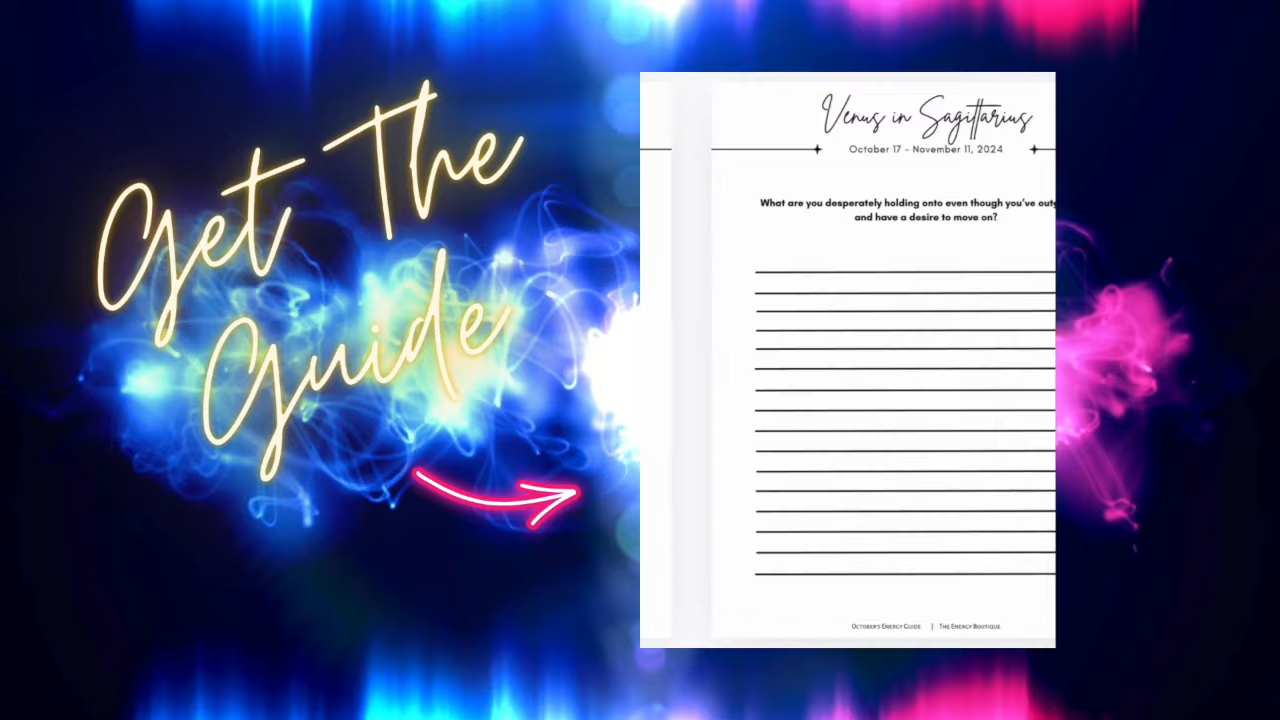 Get The
Guide
Venus in Sagittarius
October 17 - November 11, 2024
What are you desperately holding onto even though you've
and have a desire to move on?
October's Energy Guide | The Energy Boutique